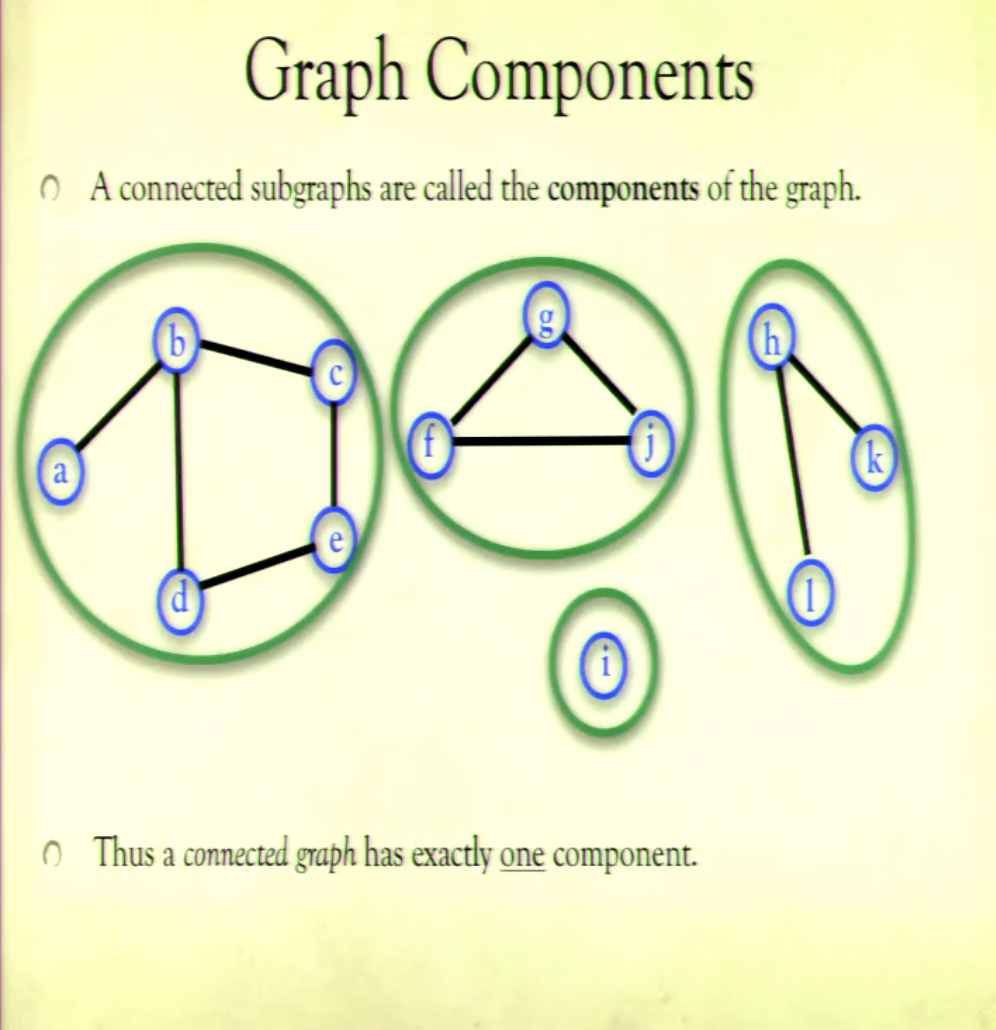 Graph Components
A connected subgraphs are called the components of the graph.
b
c
a
e
d
g
f
j
h
k
l
i
Thus a connected graph has exactly one component.